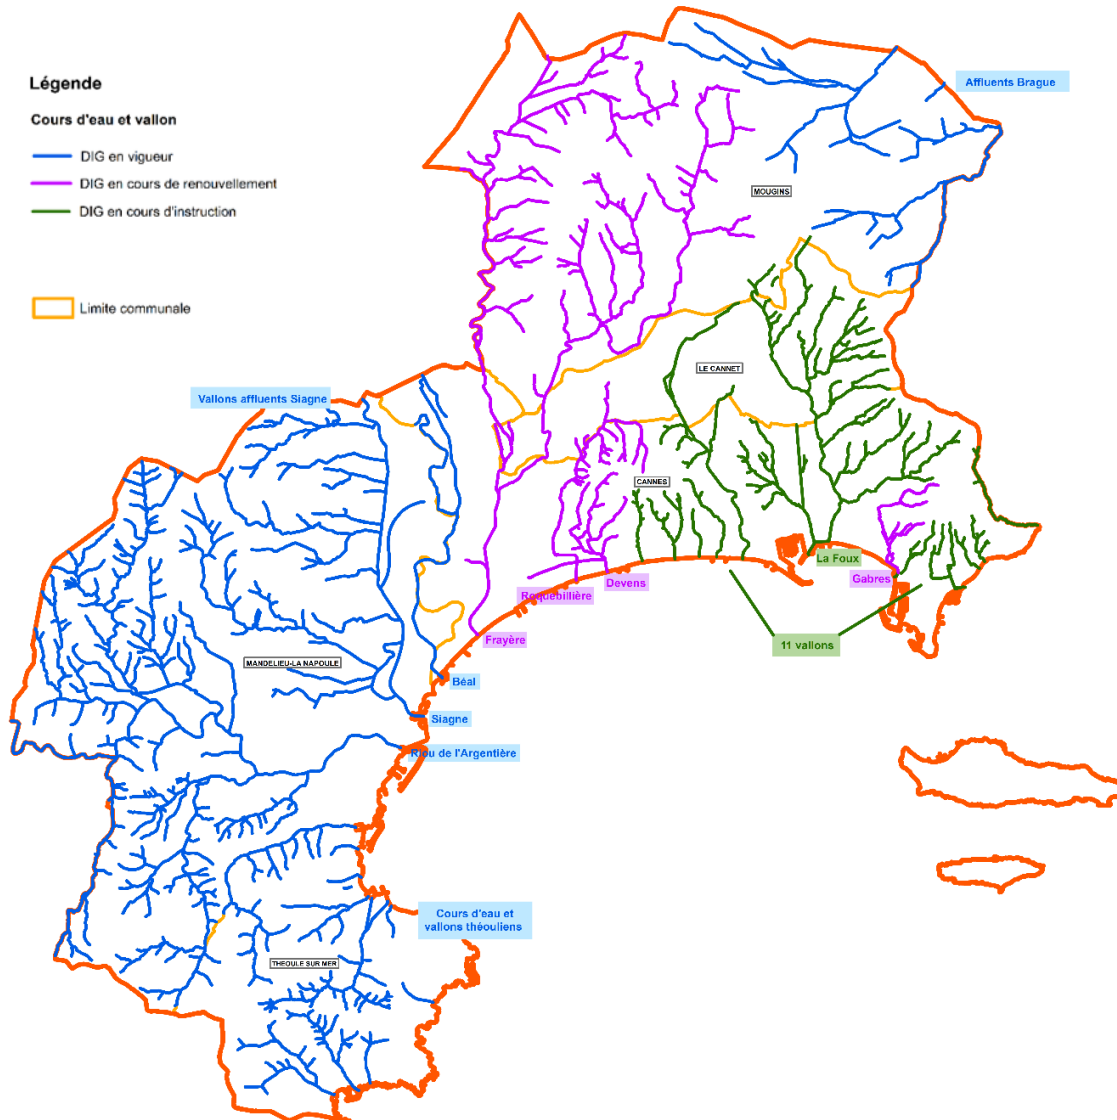 Légende
Cours d'eau et vallon
DIG en vigueur
DIG en cours de renouvellement
DIG en cours d'instruction
Limite communale
Affluents Brague
MOUGINS
LE CANNET
Vallons affluents Siagne
CANNES
La Foux
Gabres
Devens
Roquebillière
Frayère
11 vallons
MANDELIEU-LA NAPOULE
Béal
Siagne
Riou de l'Argentière
Cours d'eau et
vallons théouliens
THEOULE SUR MER